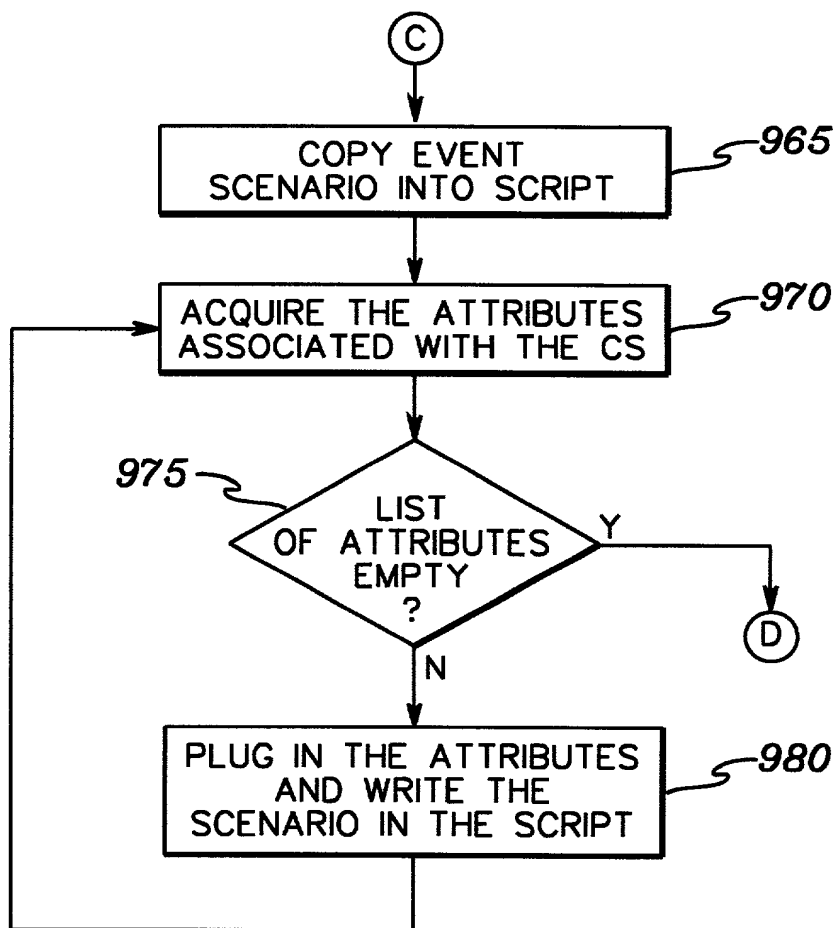 C
COPY EVENT
SCENARIO INTO SCRIPT
965
ACQUIRE THE ATTRIBUTES
ASSOCIATED WITH THE CS
970
975
LIST
OF ATTRIBUTES
EMPTY
?
Y
D
N
PLUG IN THE ATTRIBUTES
AND WRITE THE
SCENARIO IN THE SCRIPT
980